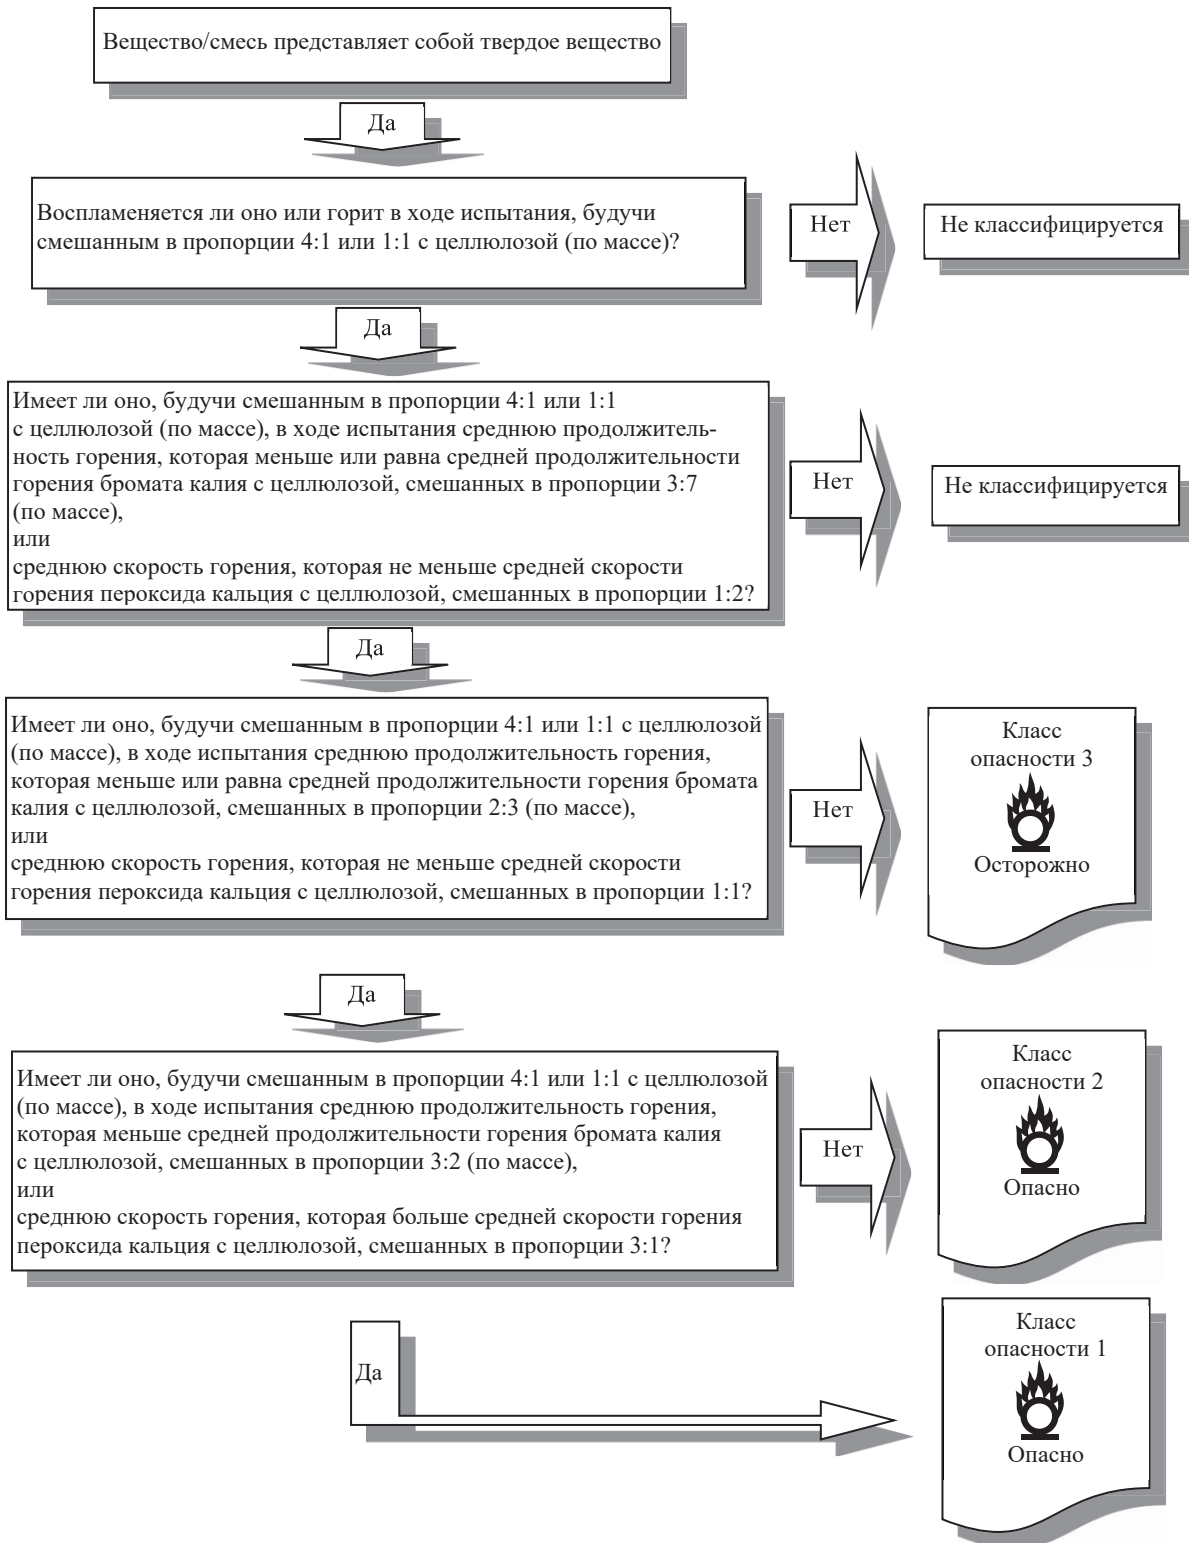 Вещество/смесь представляет собой твердое вещество
Да
Воспламеняется ли оно или горит в ходе испытания, будучи
смешанным в пропорции 4:1 или 1:1 с целлюлозой (по массе)?
Нет
Не классифицируется
Да
Имеет ли оно, будучи смешанным в пропорции 4:1 или 1:1
с целлюлозой (по массе), в ходе испытания среднюю продолжитель-
ность горения, которая меньше или равна средней продолжительности
горения бромата калия с целлюлозой, смешанных в пропорции 3:7
(по массе),
или
среднюю скорость горения, которая не меньше средней скорости
горения пероксида кальция с целлюлозой, смешанных в пропорции 1:2?
Нет
Не классифицируется
Да
Имеет ли оно, будучи смешанным в пропорции 4:1 или 1:1 с целлюлозой
(по массе), в ходе испытания среднюю продолжительность горения,
которая меньше или равна средней продолжительности горения бромата
калия с целлюлозой, смешанных в пропорции 2:3 (по массе),
или
среднюю скорость горения, которая не меньше средней скорости
горения пероксида кальция с целлюлозой, смешанных в пропорции 1:1?
Нет
Класс
опасности 3
Осторожно
Да
Имеет ли оно, будучи смешанным в пропорции 4:1 или 1:1 с целлюлозой
(по массе), в ходе испытания среднюю продолжительность горения,
которая меньше средней продолжительности горения бромата калия
с целлюлозой, смешанных в пропорции 3:2 (по массе),
или
среднюю скорость горения, которая больше средней скорости горения
пероксида кальция с целлюлозой, смешанных в пропорции 3:1?
Нет
Класс
опасности 2
Опасно
Да
Класс
опасности 1
Опасно